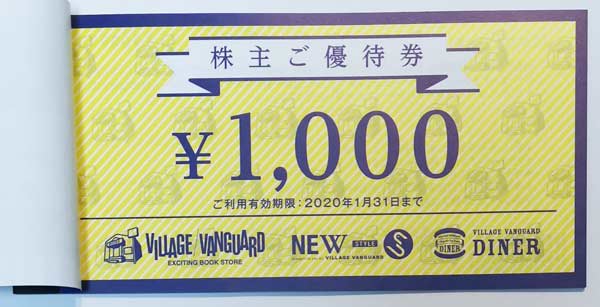 株主ご優待券
¥1,000
ご利用有効期限：2020年1月31日まで
VILLAGE/VANGUARD
EXCITING BOOK STORE
NEW STYLE
VILLAGE VANGUARD
VILLAGE VANGUARD
DINER